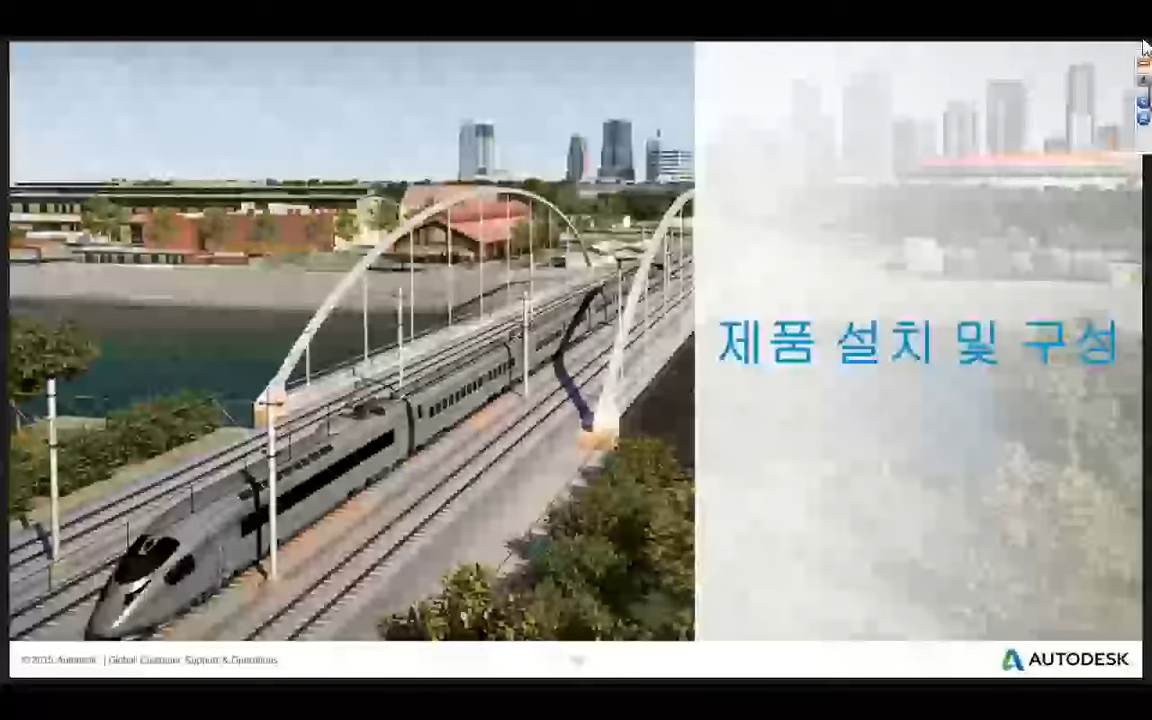 제품 설치 및 구성
© 2015 Autodesk | Global Customer Support & Operations
AUTODESK